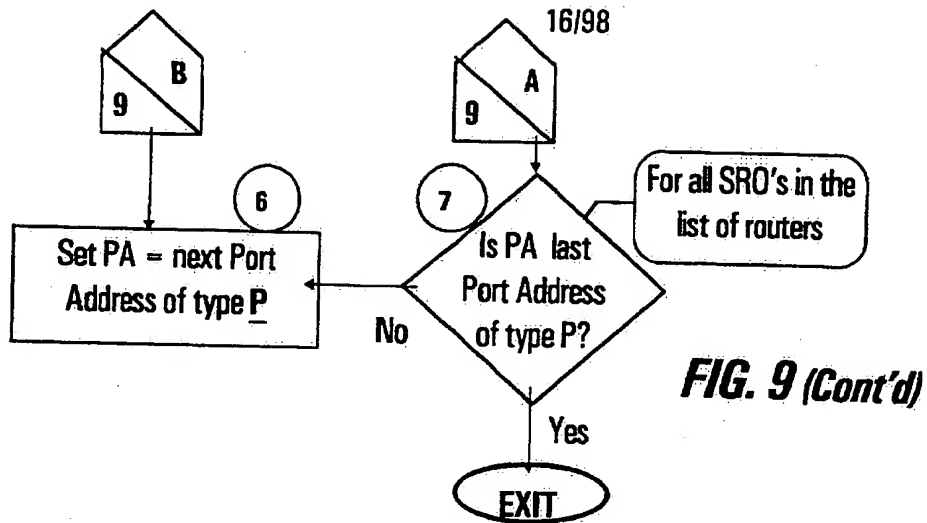 16/98
B
9
A
9
6
7
For all SRO's in the
list of routers
Set PA = next Port
Address of type P
Is PA last
Port Address
of type P?
No
Yes
EXIT
FIG. 9 (Cont'd)